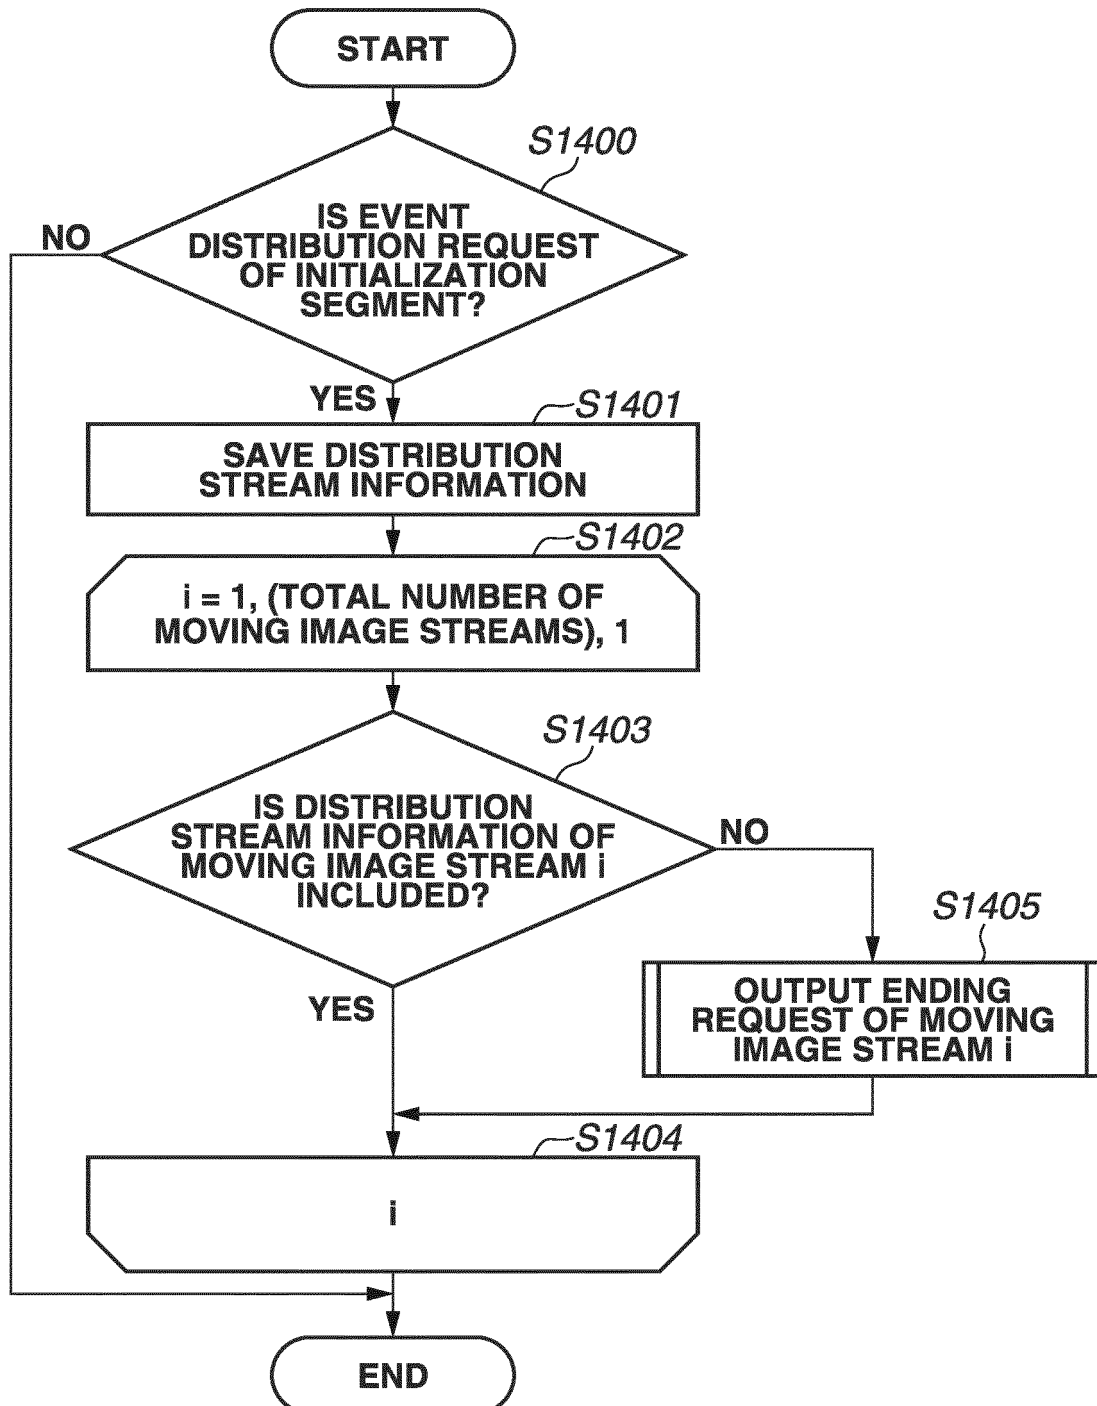 START
S1400
IS EVENT
DISTRIBUTION REQUEST
OF INITIALIZATION
SEGMENT?
NO
YES
S1401
SAVE DISTRIBUTION
STREAM INFORMATION
S1402
i = 1, (TOTAL NUMBER OF
MOVING IMAGE STREAMS), 1
S1403
IS DISTRIBUTION
STREAM INFORMATION OF
MOVING IMAGE STREAM i
INCLUDED?
NO
YES
S1405
OUTPUT ENDING
REQUEST OF MOVING
IMAGE STREAM i
S1404
i
END